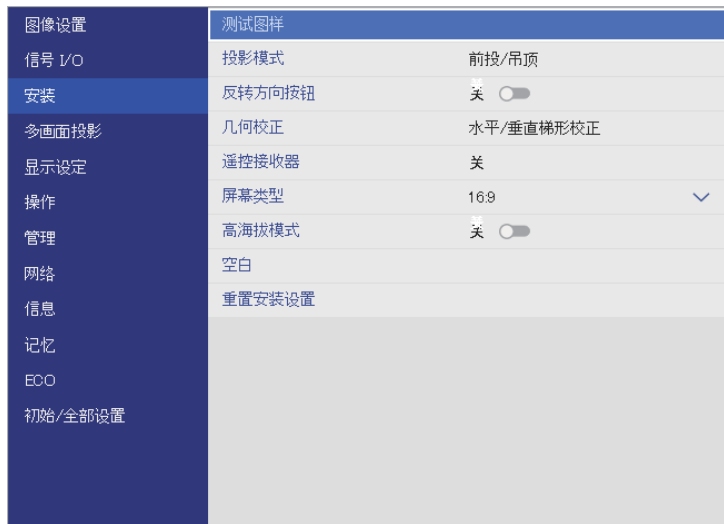 图像设置
信号 I/O
安装
多画面投影
显示设定
操作
管理
网络
信息
记忆
ECO
初始/全部设置
测试图样
投影模式 前投/吊顶
反转方向按钮 关
几何校正 水平/垂直梯形校正
遥控接收器 关
屏幕类型 16:9
高海拔模式 关
空白
重置安装设置